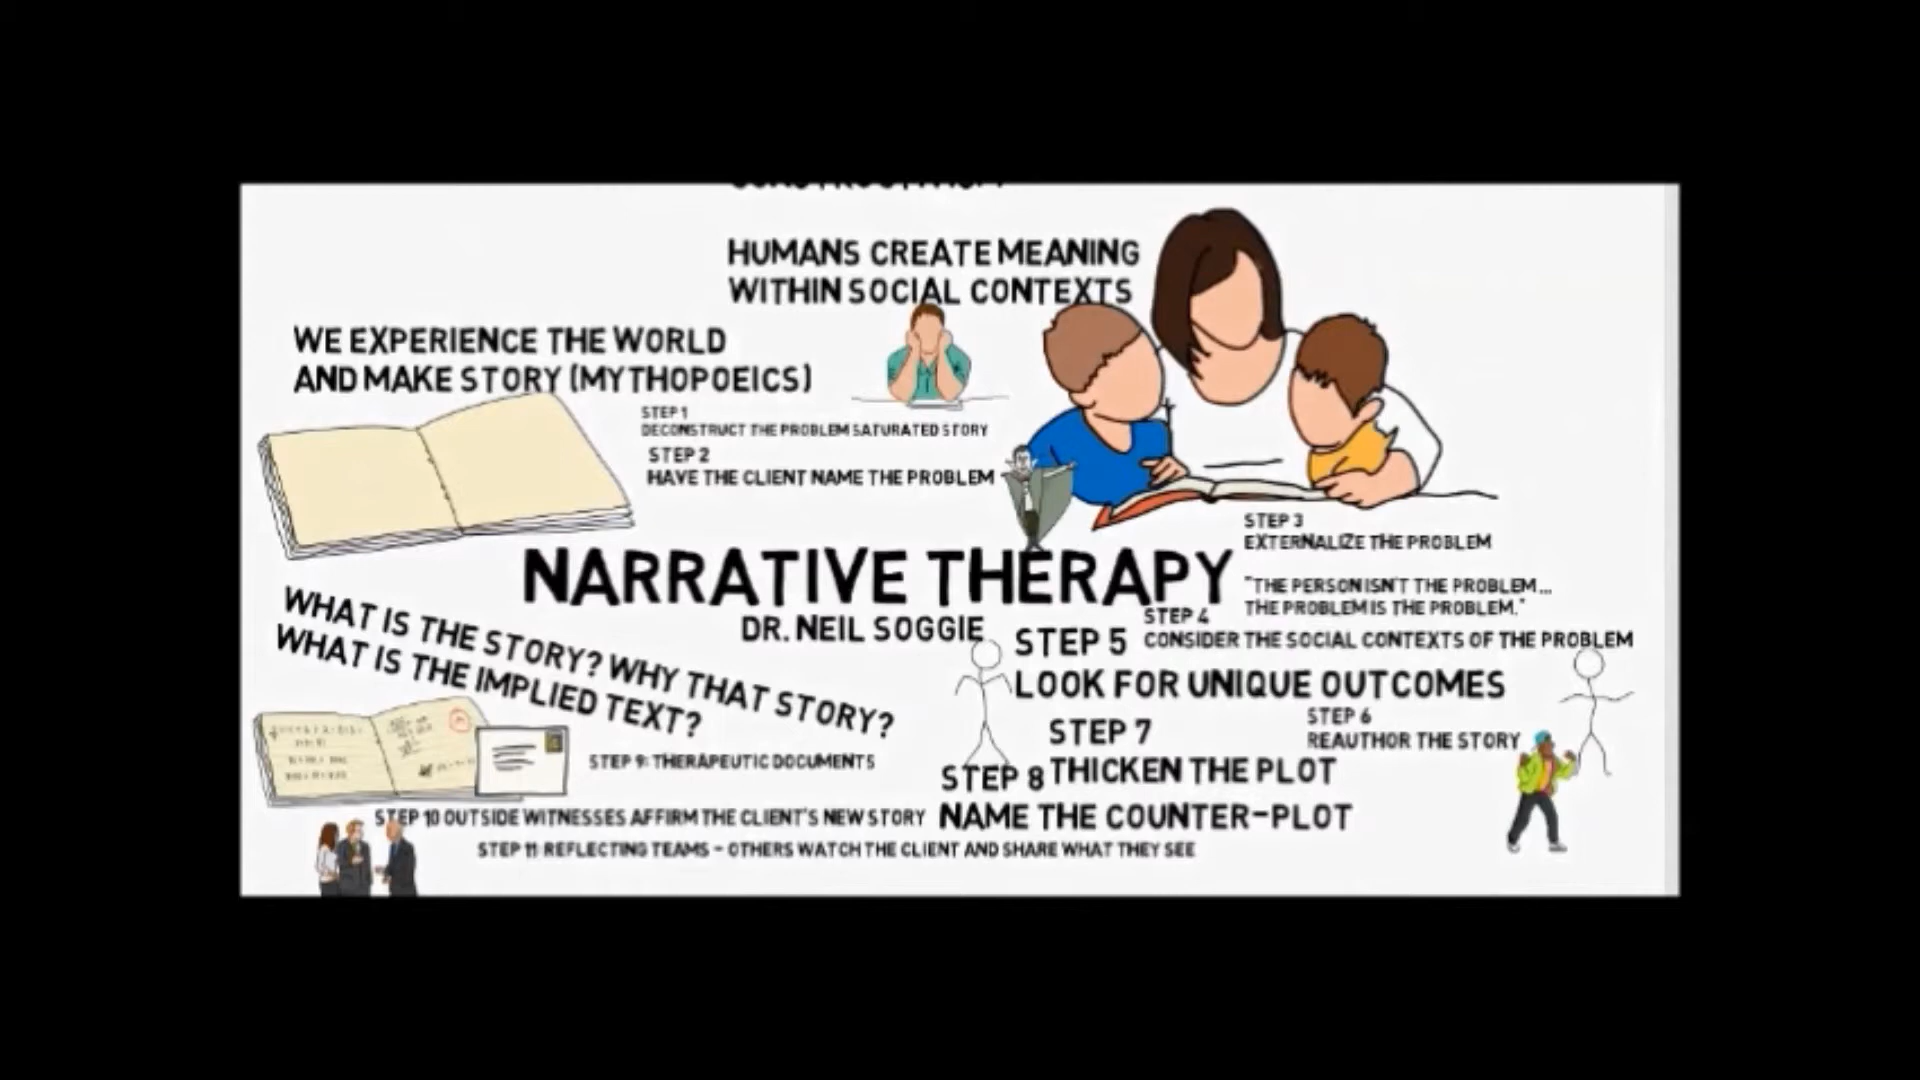 HUMANS CREATE MEANING
WITHIN SOCIAL CONTEXTS
WE EXPERIENCE THE WORLD
AND MAKE STORY (MYTHOPOEICS)
STEP 1
DECONSTRUCT THE PROBLEM SATURATED STORY
STEP 2
HAVE THE CLIENT NAME THE PROBLEM
STEP 3
EXTERNALIZE THE PROBLEM
"THE PERSON ISN'T THE PROBLEM...
THE PROBLEM IS THE PROBLEM."
NARRATIVE THERAPY
DR. NEIL SOGGIE
STEP 4
CONSIDER THE SOCIAL CONTEXTS OF THE PROBLEM
STEP 5
LOOK FOR UNIQUE OUTCOMES
WHAT IS THE STORY? WHY THAT STORY?
WHAT IS THE IMPLIED TEXT?
STEP 6
REAUTHOR THE STORY
STEP 7
THICKEN THE PLOT
STEP 8
NAME THE COUNTER-PLOT
STEP 9: THERAPEUTIC DOCUMENTS
STEP 10 OUTSIDE WITNESSES AFFIRM THE CLIENT'S NEW STORY
STEP 11 REFLECTING TEAMS - OTHERS WATCH THE CLIENT AND SHARE WHAT THEY SEE